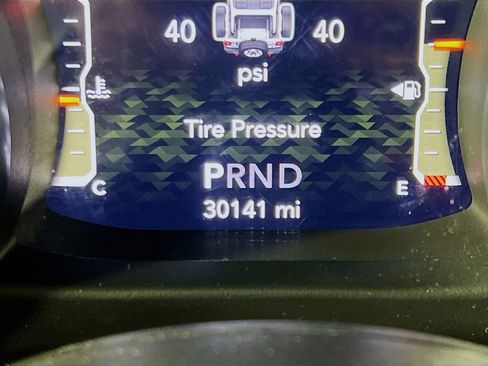 40 40
psi
Tire Pressure
PRND
C E
30141 mi